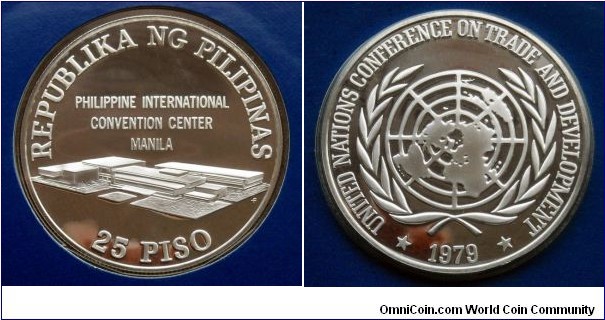 REPUBLIKA NG PILIPINAS
PHILIPPINE INTERNATIONAL
CONVENTION CENTER
MANILA
25 PISO
UNITED NATIONS CONFERENCE ON TRADE AND DEVELOPMENT
★ 1979 ★
OmniCoin.com World Coin Community